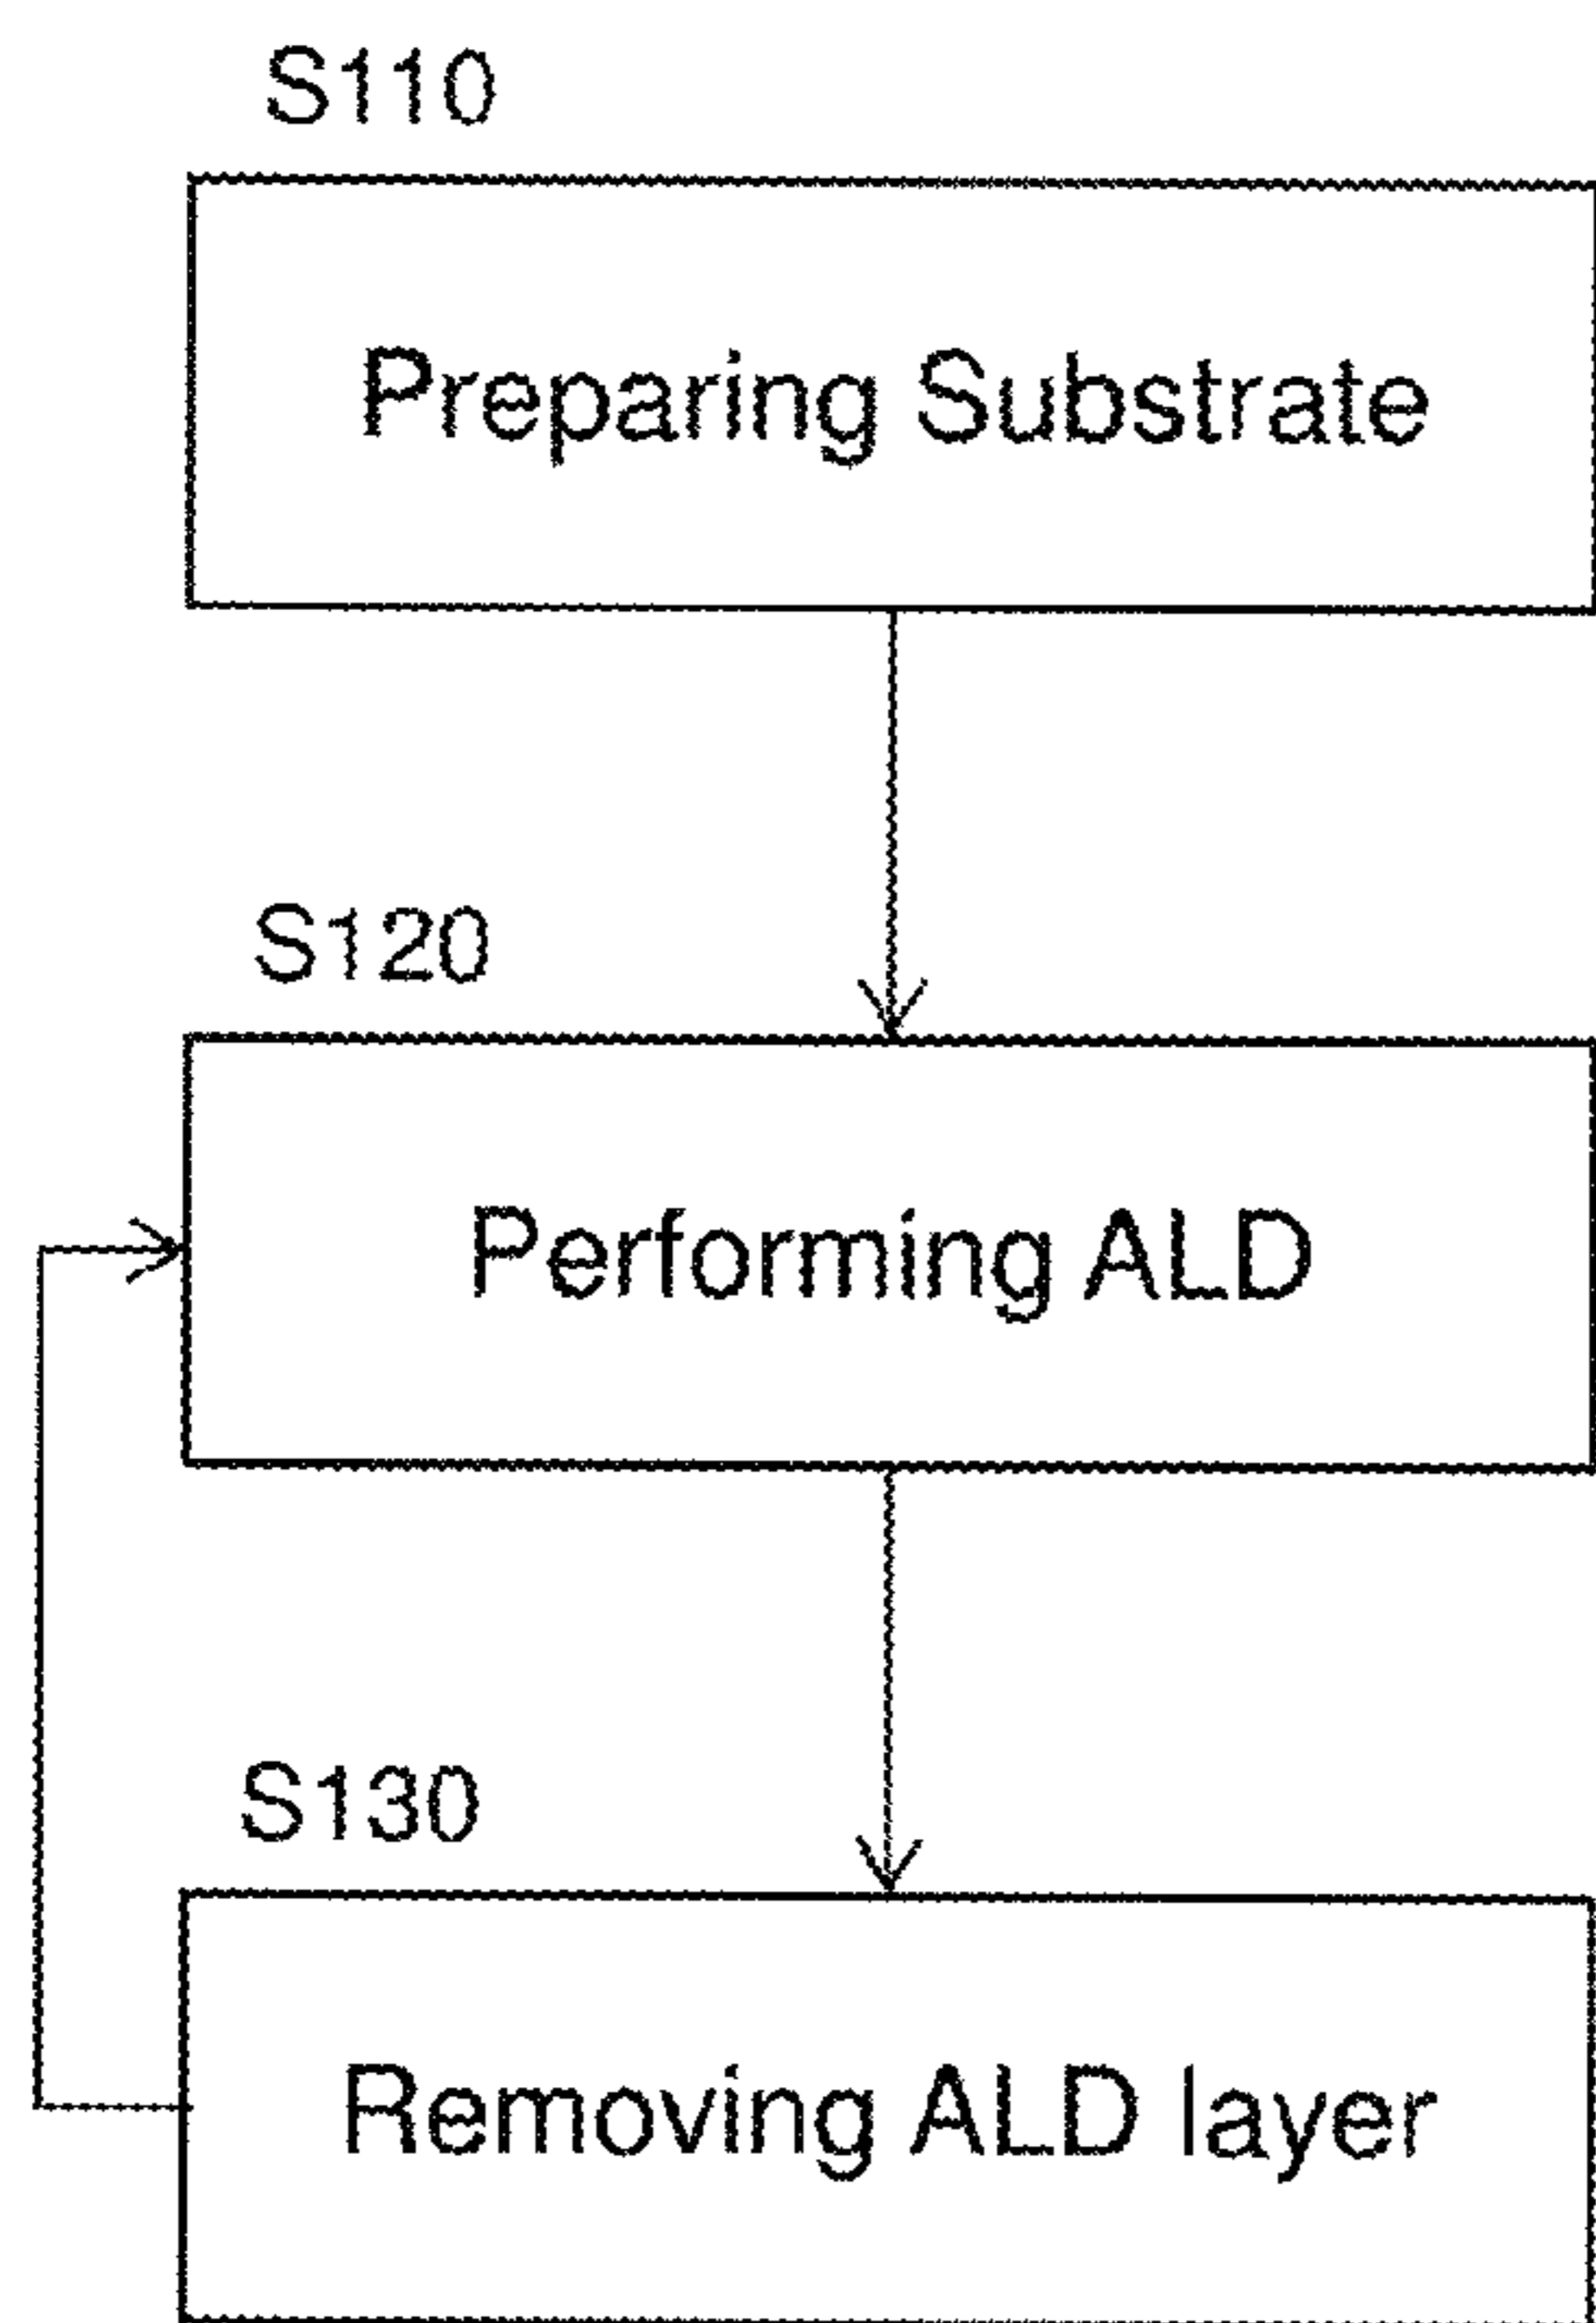 S110
Preparing Substrate
S120
Performing ALD
S130
Removing ALD layer